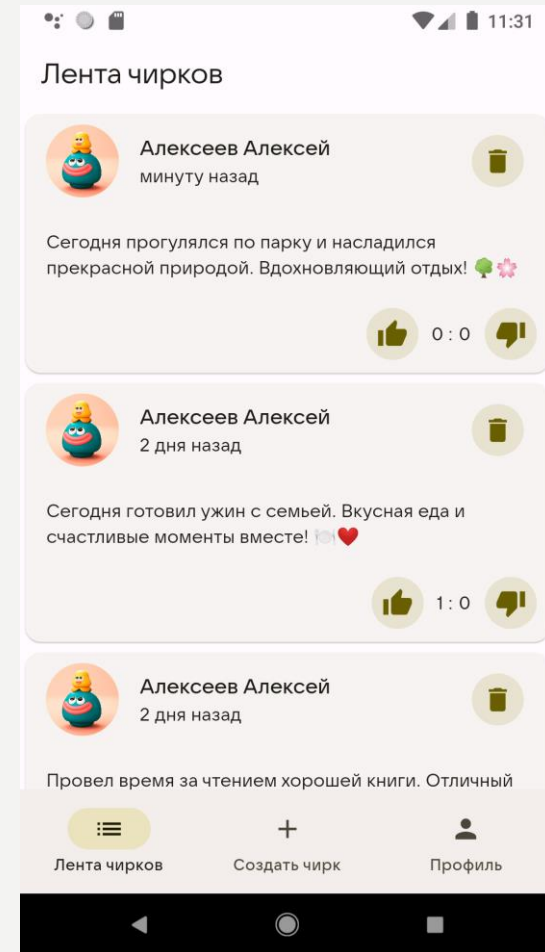 11:31
Лента чирков
Алексеев Алексей
минуту назад
Сегодня прогулялся по парку и насладился
прекрасной природой. Вдохновляющий отдых! 🌳🌸
0 : 0
Алексеев Алексей
2 дня назад
Сегодня готовил ужин с семьей. Вкусная еда и
счастливые моменты вместе! 🍽️❤️
1 : 0
Алексеев Алексей
2 дня назад
Провел время за чтением хорошей книги. Отличный
Лента чирков
Создать чирк
Профиль